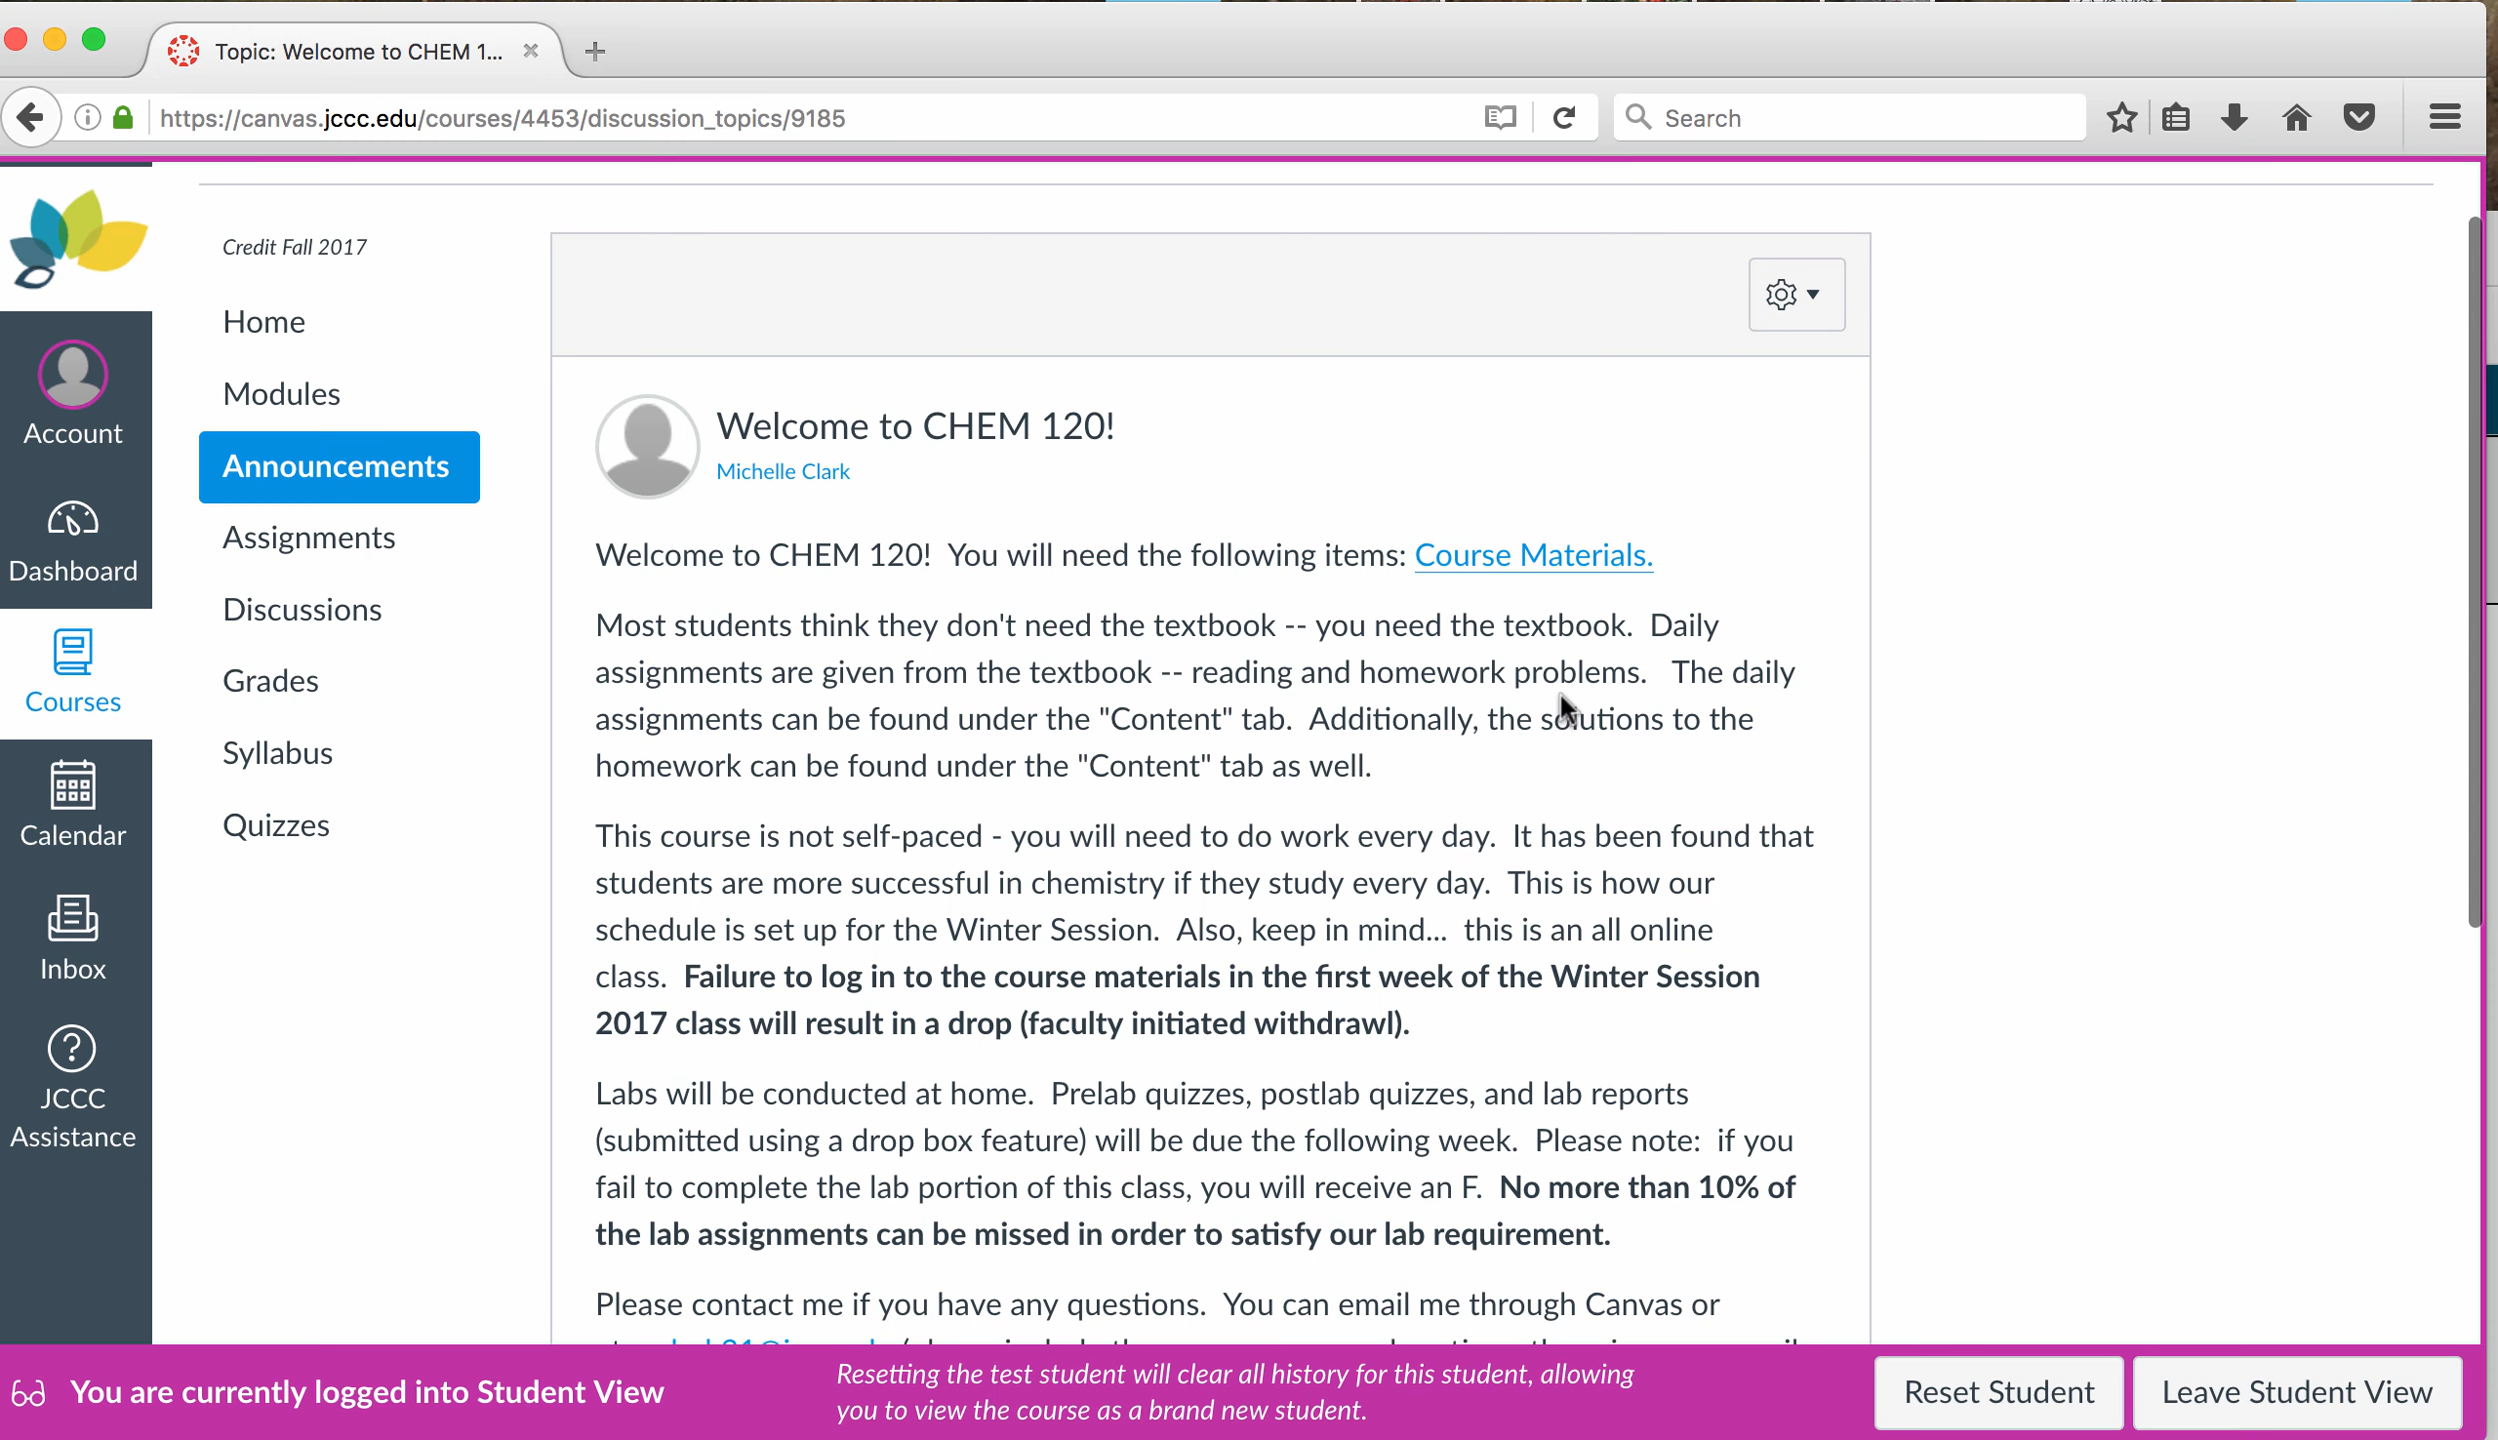 Topic: Welcome to CHEM 1...
https://canvas.jccc.edu/courses/4453/discussion_topics/9185
Search
Credit Fall 2017
Home
Modules
Announcements
Assignments
Discussions
Grades
Syllabus
Quizzes
Account
Dashboard
Courses
Calendar
Inbox
JCCC
Assistance
Welcome to CHEM 120!
Michelle Clark
Welcome to CHEM 120!  You will need the following items: Course Materials.
Most students think they don't need the textbook -- you need the textbook.  Daily
assignments are given from the textbook -- reading and homework problems.   The daily
assignments can be found under the "Content" tab.  Additionally, the solutions to the
homework can be found under the "Content" tab as well.
This course is not self-paced - you will need to do work every day.  It has been found that
students are more successful in chemistry if they study every day.  This is how our
schedule is set up for the Winter Session.  Also, keep in mind...  this is an all online
class.  Failure to log in to the course materials in the first week of the Winter Session
2017 class will result in a drop (faculty initiated withdrawl).
Labs will be conducted at home.  Prelab quizzes, postlab quizzes, and lab reports
(submitted using a drop box feature) will be due the following week.  Please note:  if you
fail to complete the lab portion of this class, you will receive an F.  No more than 10% of
the lab assignments can be missed in order to satisfy our lab requirement.
Please contact me if you have any questions.  You can email me through Canvas or
You are currently logged into Student View
Resetting the test student will clear all history for this student, allowing
you to view the course as a brand new student.
Reset Student
Leave Student View